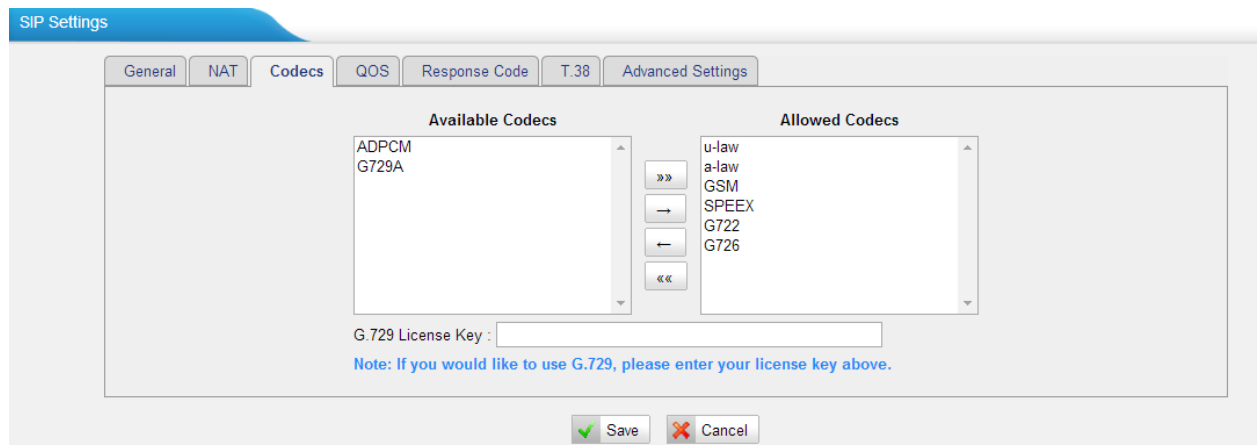 SIP Settings
General NAT Codecs QOS Response Code T.38 Advanced Settings
Available Codecs Allowed Codecs
ADPCM
G729A
»»
→
←
««
u-law
a-law
GSM
SPEEX
G722
G726
G.729 License Key :
Note: If you would like to use G.729, please enter your license key above.
Save Cancel